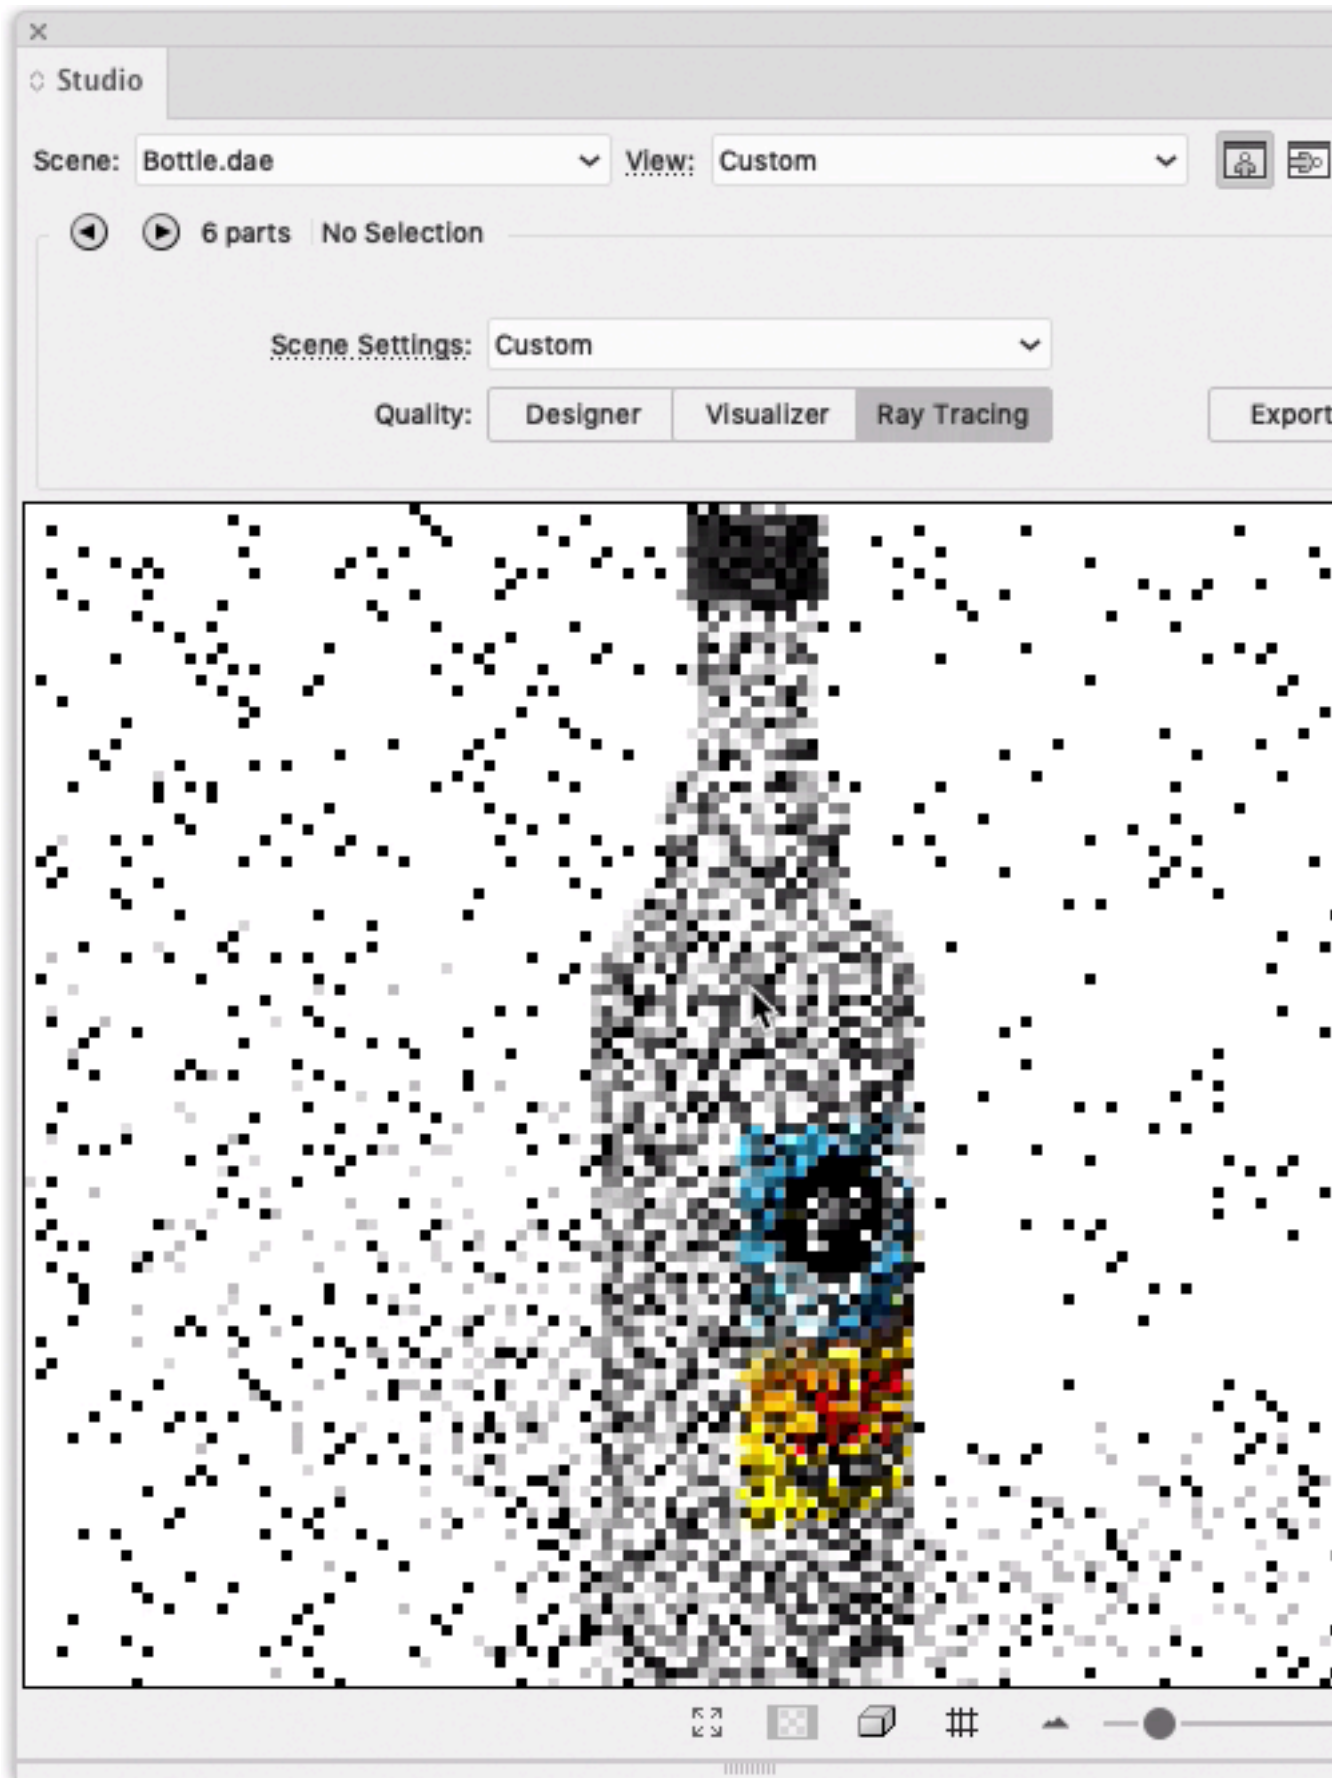 Studio
Scene: Bottle.dae View: Custom
6 parts No Selection
Scene Settings: Custom
Quality: Designer Visualizer Ray Tracing Export